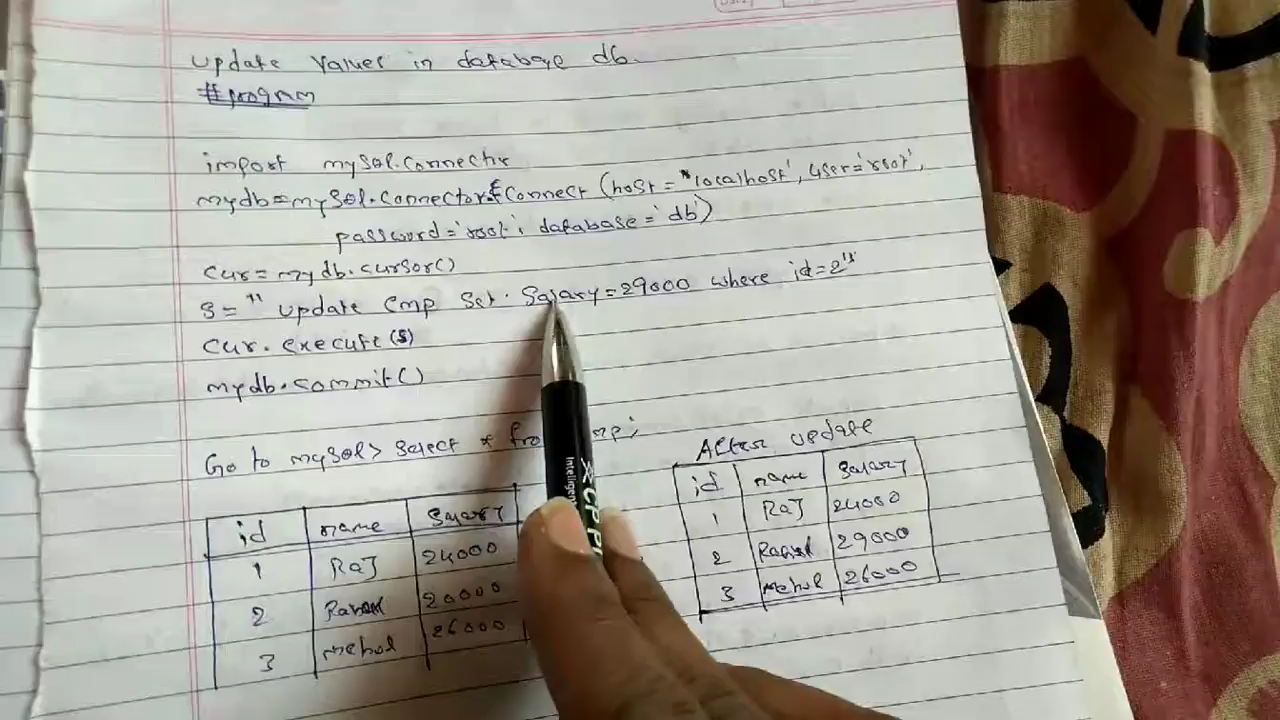 update values in database db.
#program
import mysql.connector
mydb=mysql.connector.connect (host="localhost', user='root',
password='root', database='db')
cur=mydb.cursor()
s=" update emp set salary=29000 where id=2"
cur.execute(s)
mydb.commit()
Go to mysql> select * from emp;
id name salary
1 Raj 24000
2 20000
3 mehul 26000
After update
id name salary
1 Raj 24000
2 29000
3 mehul 26000